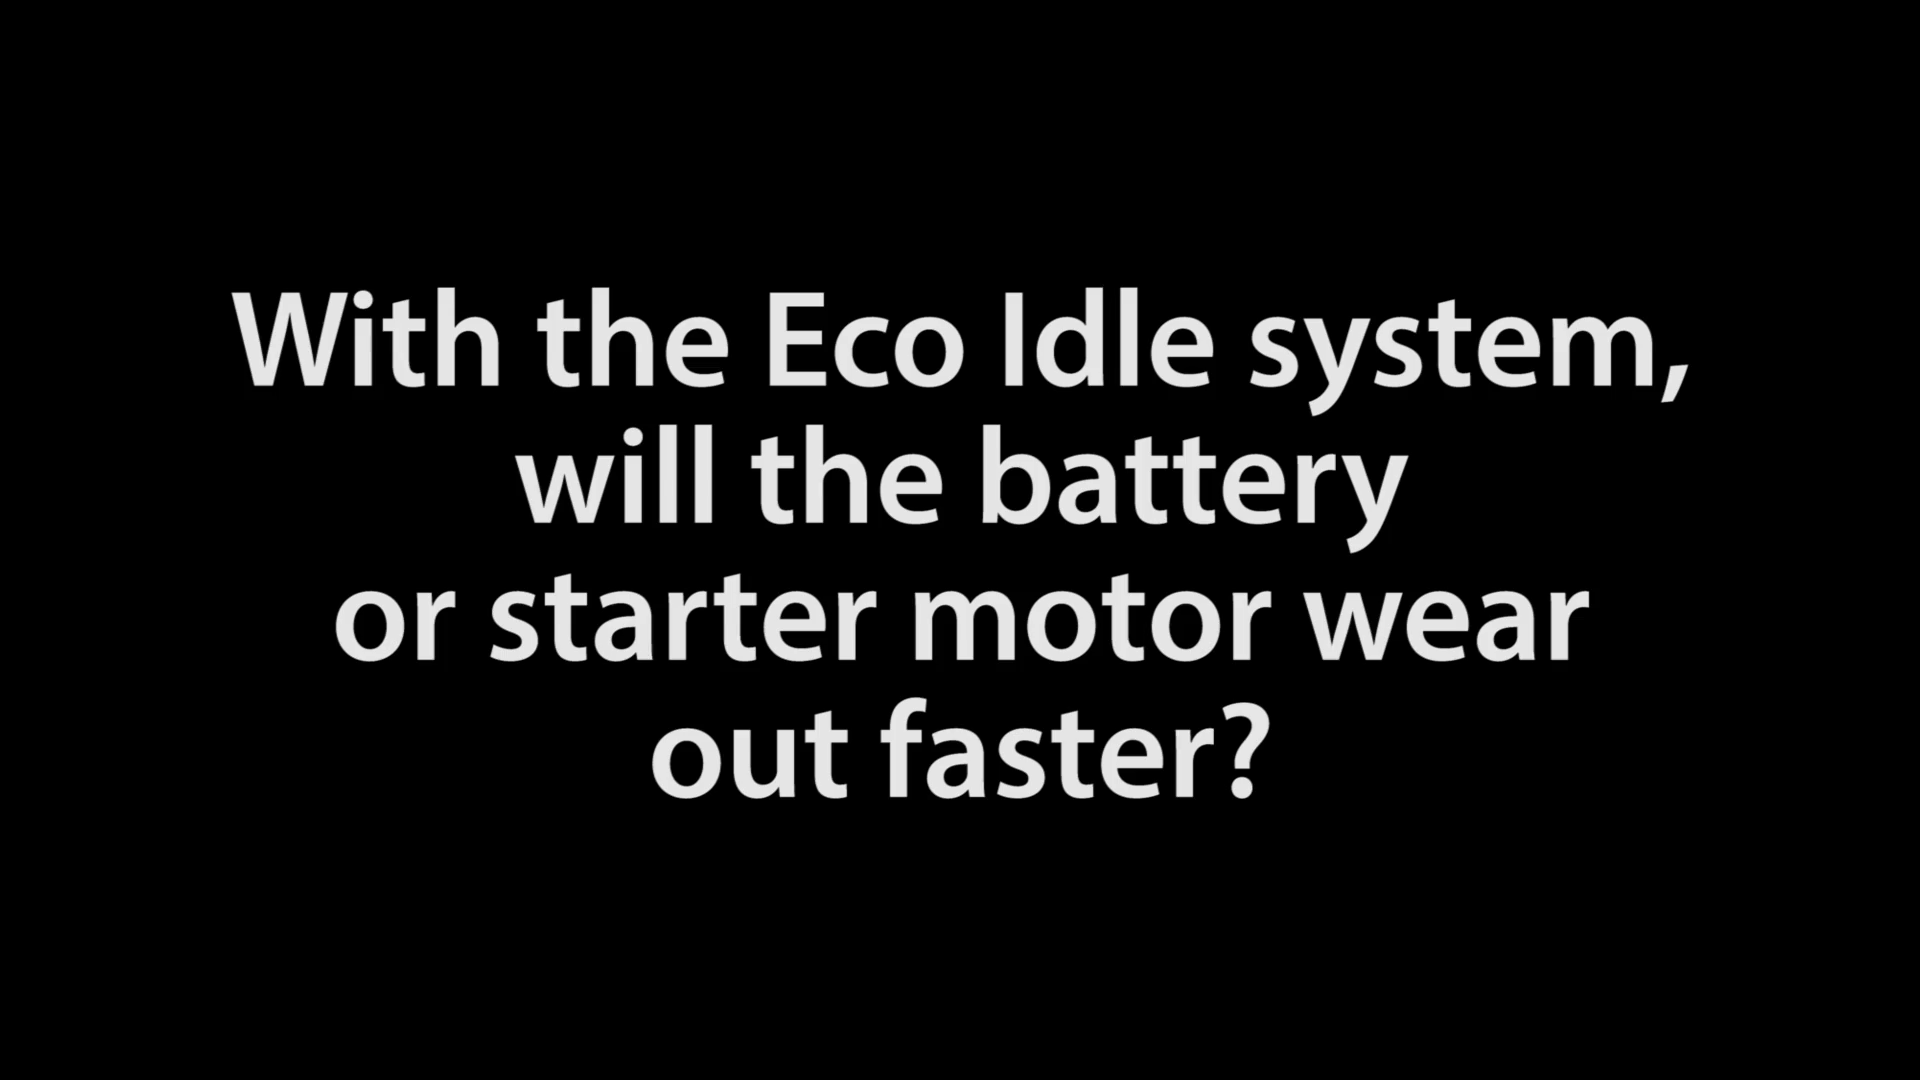 With the Eco Idle system,
will the battery
or starter motor wear
out faster?